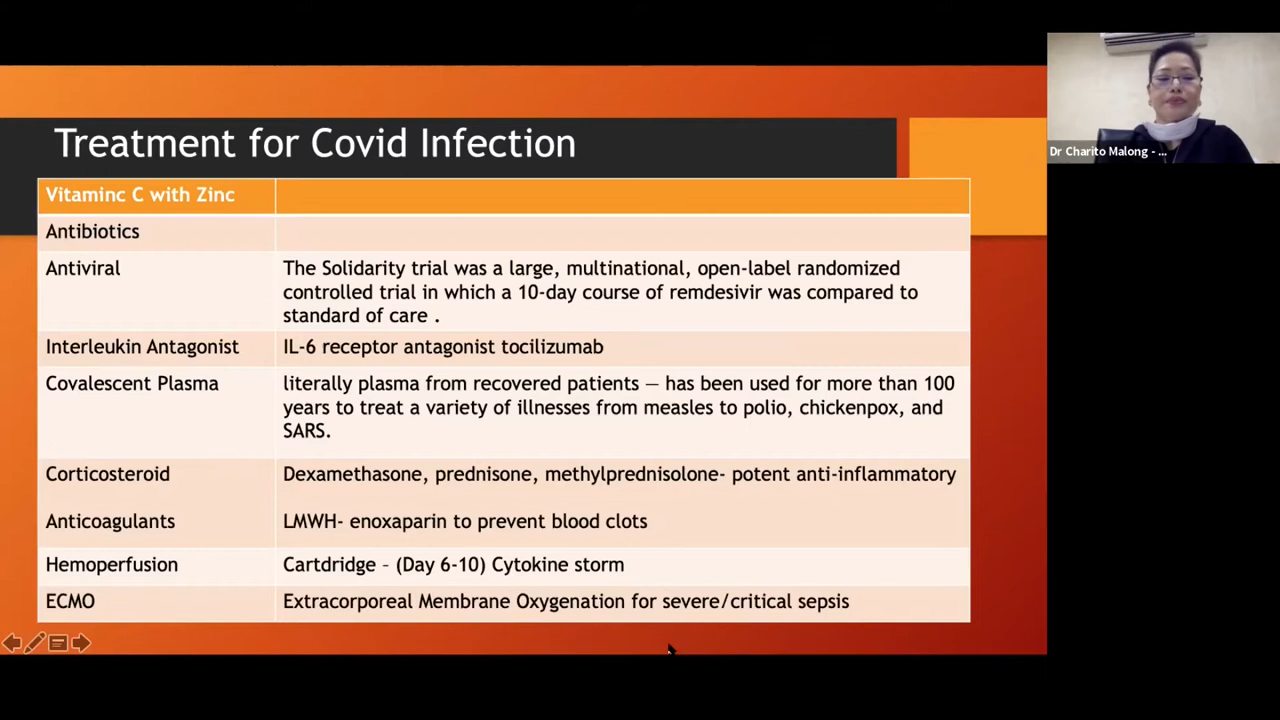 Treatment for Covid Infection
Vitaminc C with Zinc
Antibiotics
Antiviral
The Solidarity trial was a large, multinational, open-label randomized
controlled trial in which a 10-day course of remdesivir was compared to
standard of care .
Interleukin Antagonist
IL-6 receptor antagonist tocilizumab
Covalescent Plasma
literally plasma from recovered patients — has been used for more than 100
years to treat a variety of illnesses from measles to polio, chickenpox, and
SARS.
Corticosteroid
Dexamethasone, prednisone, methylprednisolone- potent anti-inflammatory
Anticoagulants
LMWH- enoxaparin to prevent blood clots
Hemoperfusion
Cartdridge – (Day 6-10) Cytokine storm
ECMO
Extracorporeal Membrane Oxygenation for severe/critical sepsis
Dr Charito Malong - ...